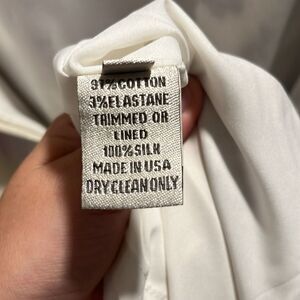 97%COTTON
3%ELASTANE
TRIMMED OR
LINED
100%SILK
MADE IN USA
DRY CLEAN ONLY